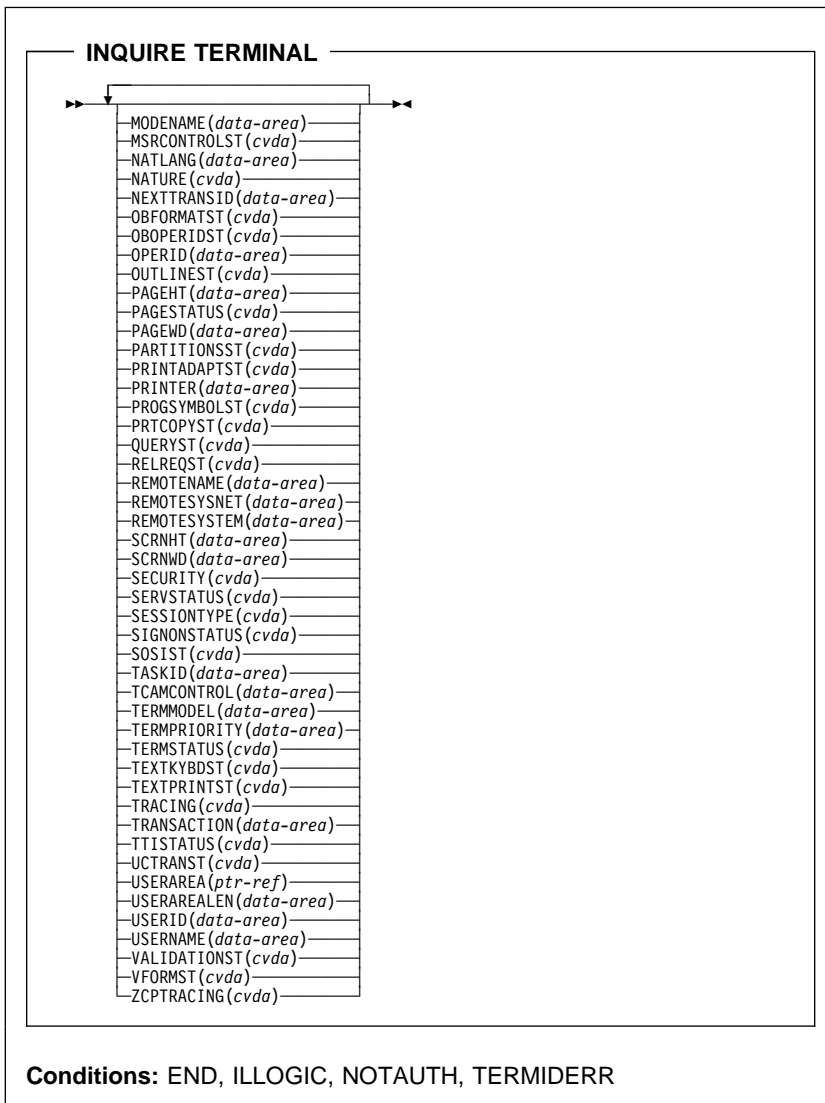 INQUIRE TERMINAL
MODENAME(data-area)
MSRCONTROLST(cvda)
NATLANG(data-area)
NATURE(cvda)
NEXTTRANSID(data-area)
OBFORMATST(cvda)
OBOPERIDST(cvda)
OPERID(data-area)
OUTLINEST(cvda)
PAGEHT(data-area)
PAGESTATUS(cvda)
PAGEWD(data-area)
PARTITIONSST(cvda)
PRINTADAPTST(cvda)
PRINTER(data-area)
PROGSYMBOLST(cvda)
PRTCOPYST(cvda)
QUERYST(cvda)
RELREQST(cvda)
REMOTENAME(data-area)
REMOTESYSNET(data-area)
REMOTESYSTEM(data-area)
SCRNHT(data-area)
SCRNWD(data-area)
SECURITY(cvda)
SERVSTATUS(cvda)
SESSIONTYPE(cvda)
SIGNONSTATUS(cvda)
SOSIST(cvda)
TASKID(data-area)
TCAMCONTROL(data-area)
TERMMODEL(data-area)
TERMPRIORITY(data-area)
TERMSTATUS(cvda)
TEXTKYBDST(cvda)
TEXTPRINTST(cvda)
TRACING(cvda)
TRANSACTION(data-area)
TTISTATUS(cvda)
UCTRANST(cvda)
USERAREA(ptr-ref)
USERAREALEN(data-area)
USERID(data-area)
USERNAME(data-area)
VALIDATIONST(cvda)
VFORMST(cvda)
ZCPTRACING(cvda)
Conditions: END, ILLOGIC, NOTAUTH, TERMIDERR